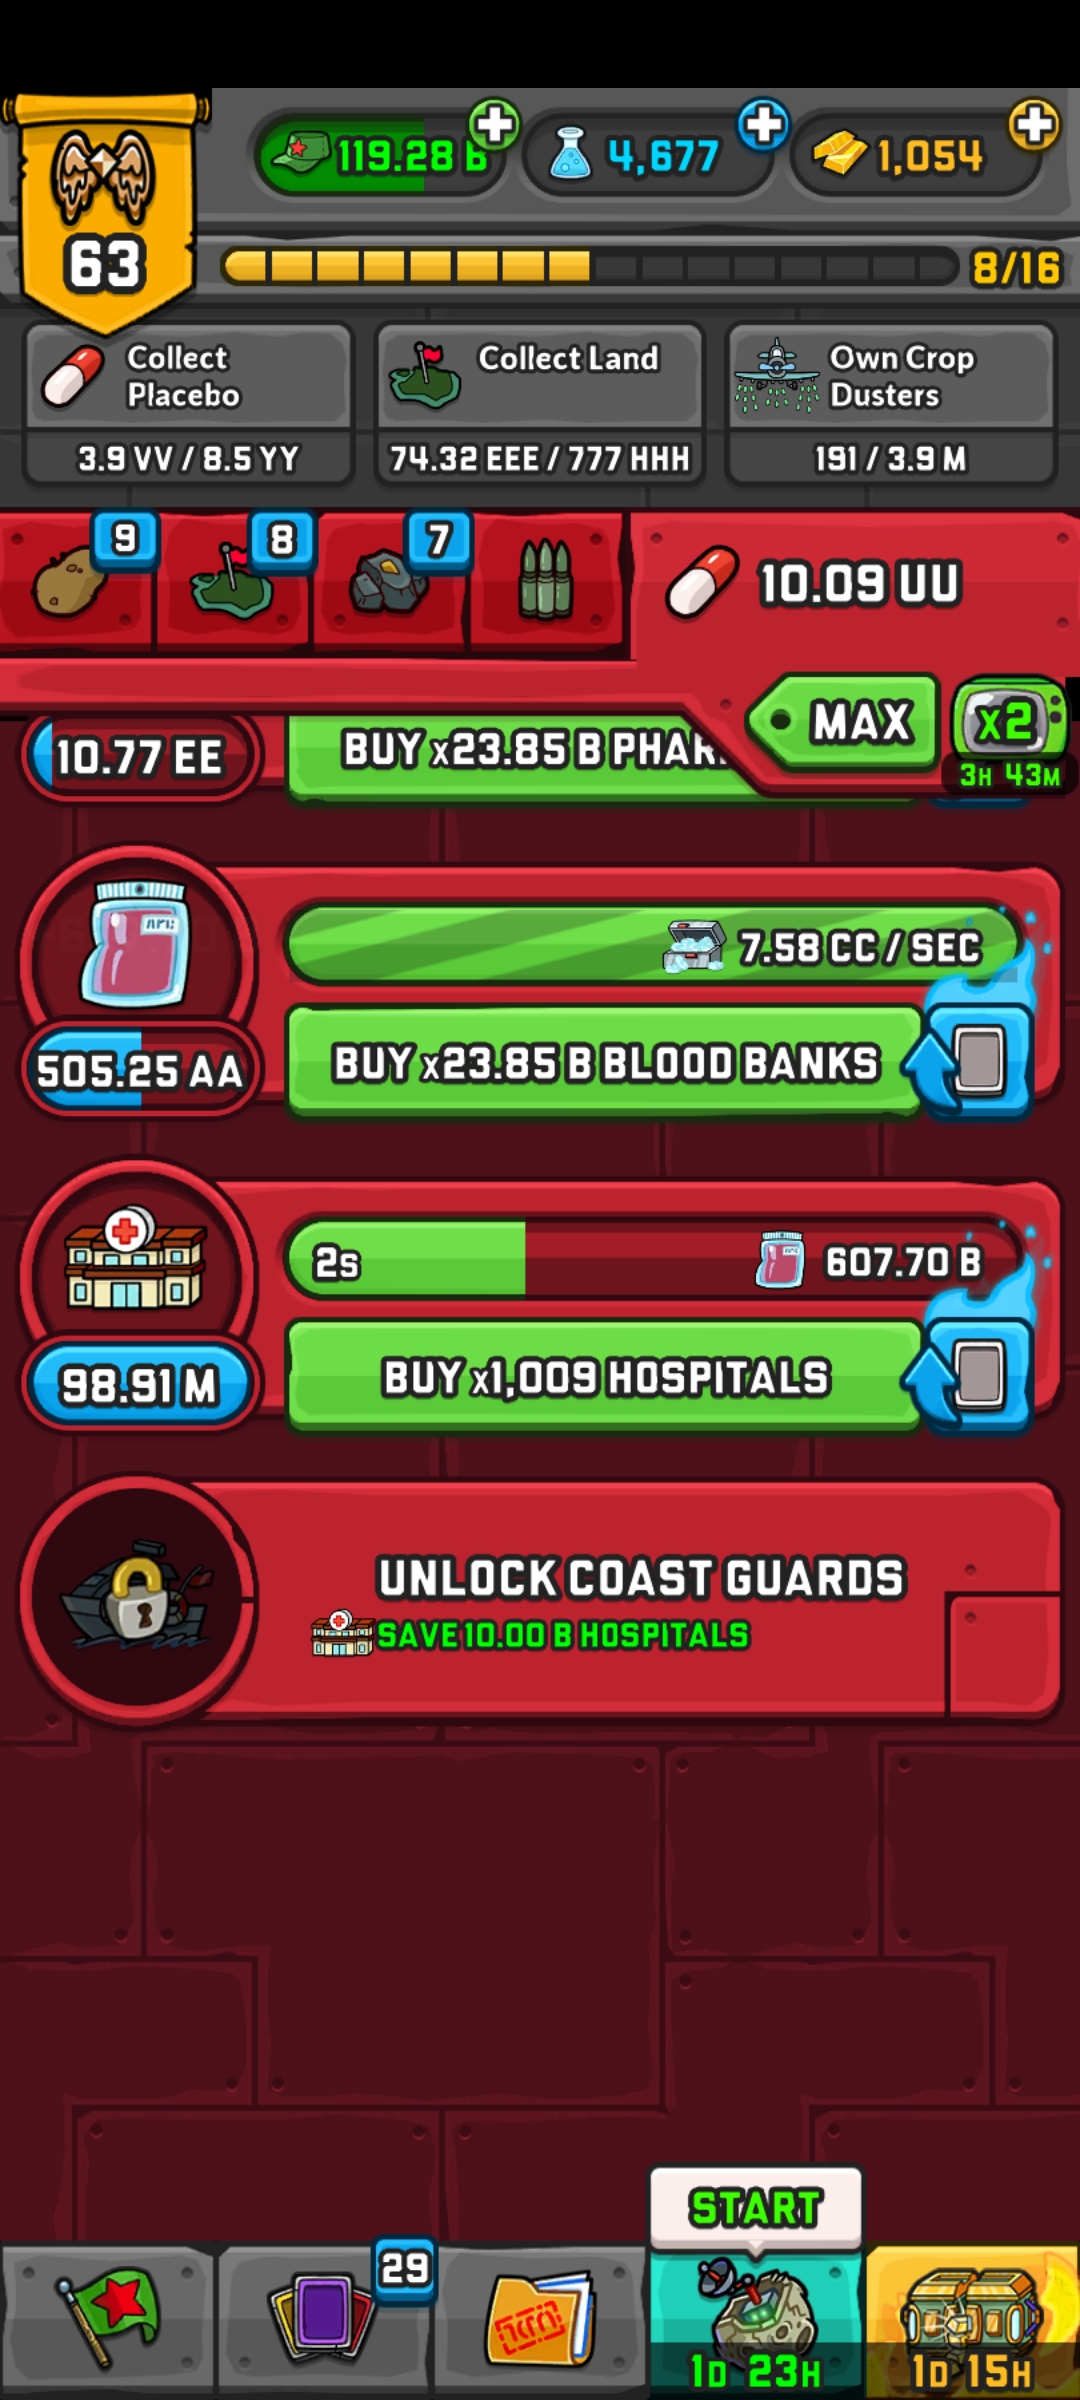 119.28 B
4,677
1,054
63
8/16
Collect
Placebo
3.9 VV / 8.5 YY
Collect Land
74.32 EEE / 777 HHH
Own Crop
Dusters
191 / 3.9 M
9
8
7
10.09 UU
MAX
x2
3H 43M
10.77 EE
BUY x23.85 B PHAR
7.58 CC / SEC
505.25 AA
BUY x23.85 B BLOOD BANKS
2s
607.70 B
98.91 M
BUY x1,009 HOSPITALS
UNLOCK COAST GUARDS
SAVE 10.00 B HOSPITALS
START
29
1D 23H
1D 15H